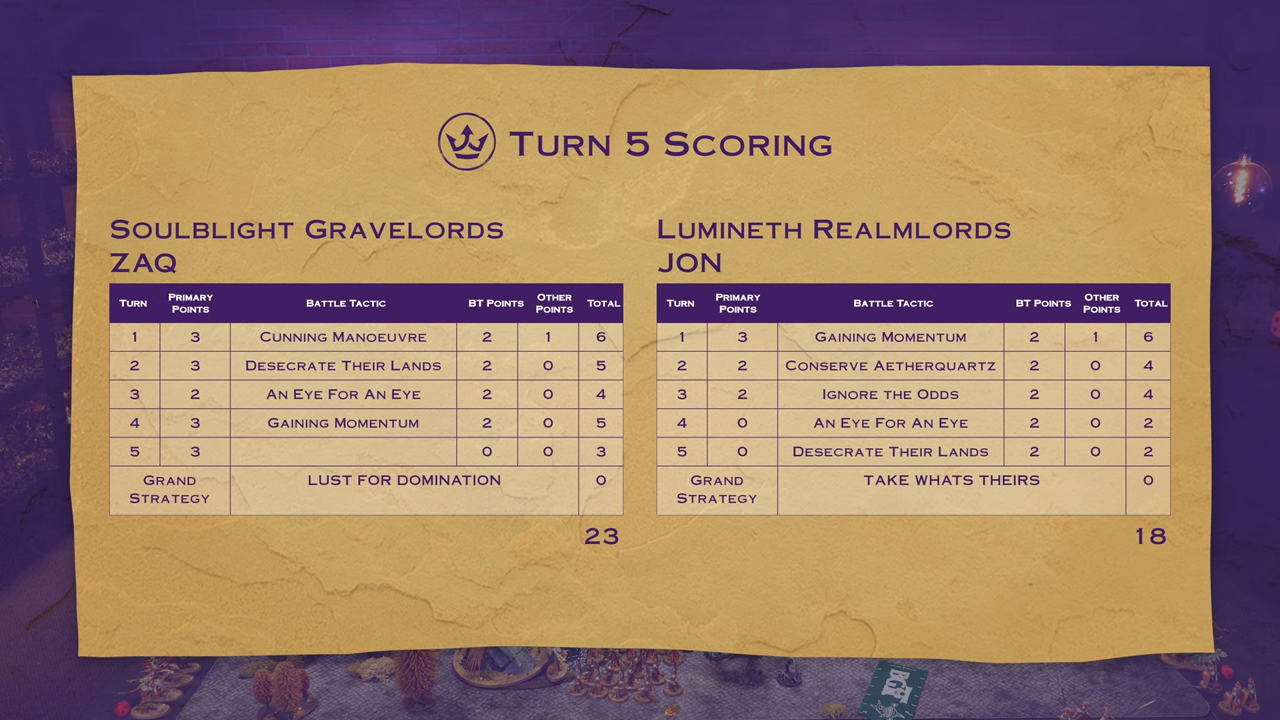 Turn 5 Scoring
Soulblight Gravelords
ZAQ
Turn Primary Points Battle Tactic BT Points Other Points Total
1 3 Cunning Manoeuvre 2 1 6
2 3 Desecrate Their Lands 2 0 5
3 2 An Eye For An Eye 2 0 4
4 3 Gaining Momentum 2 0 5
5 3 0 0 3
Grand Strategy LUST FOR DOMINATION 0
23
Lumineth Realmlords
JON
Turn Primary Points Battle Tactic BT Points Other Points Total
1 3 Gaining Momentum 2 1 6
2 2 Conserve Aetherquartz 2 0 4
3 2 Ignore the Odds 2 0 4
4 0 An Eye For An Eye 2 0 2
5 0 Desecrate Their Lands 2 0 2
Grand Strategy TAKE WHATS THEIRS 0
18